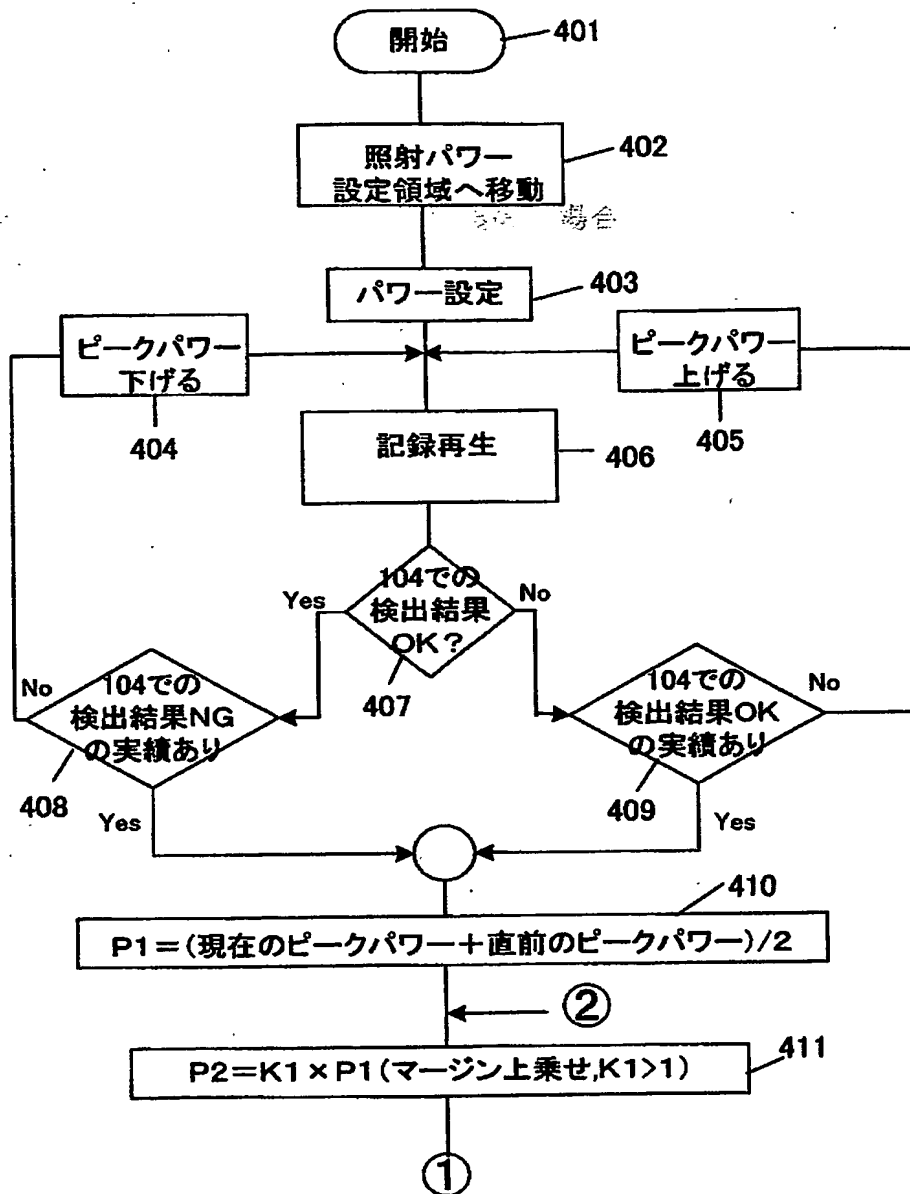 開始
401
照射パワー
設定領域へ移動
402
場合
パワー設定
403
ピークパワー
下げる
404
ピークパワー
上げる
405
記録再生
406
104での
検出結果
OK?
Yes
No
407
104での
検出結果NG
の実績あり
No
408
Yes
104での
検出結果OK
の実績あり
No
409
Yes
410
P1=(現在のピークパワー+直前のピークパワー)/2
②
P2=K1×P1(マージン上乗せ,K1>1)
411
①